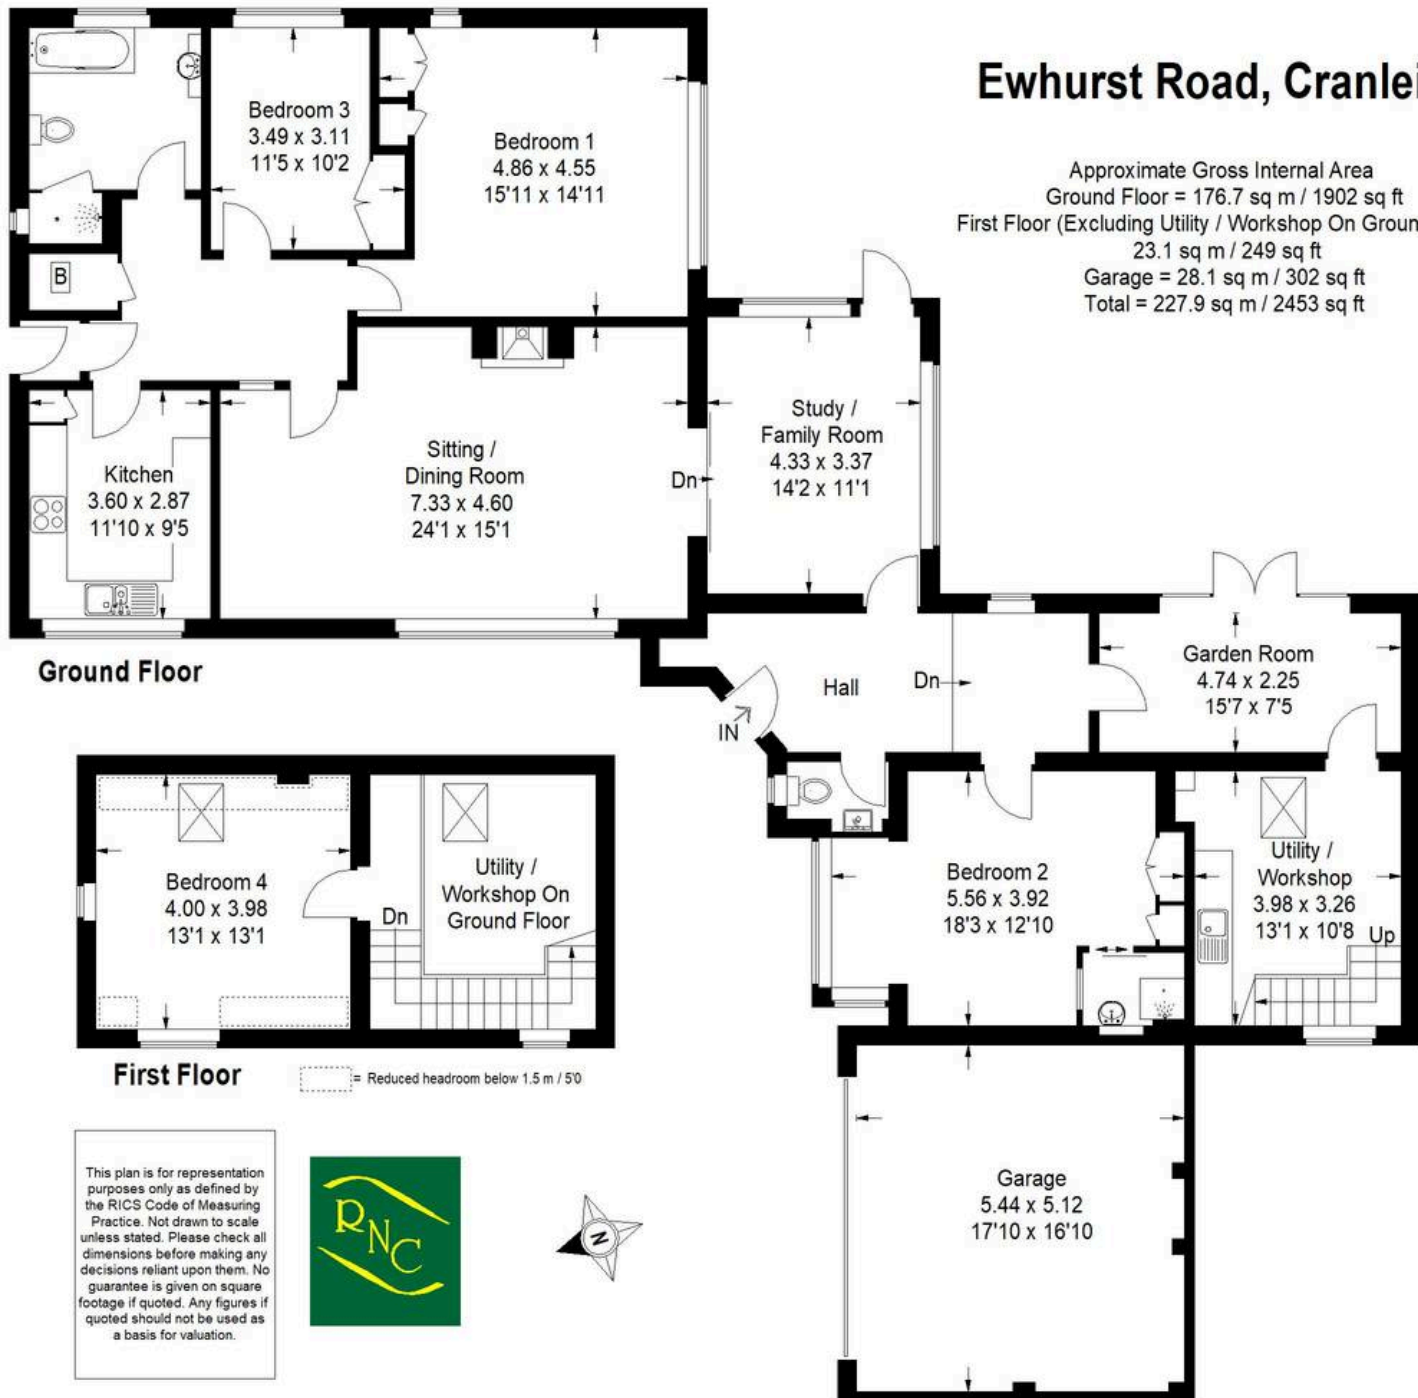 Ewhurst Road, Cranlei
Approximate Gross Internal Area
Ground Floor = 176.7 sq m / 1902 sq ft
First Floor (Excluding Utility / Workshop On Groun
23.1 sq m / 249 sq ft
Garage = 28.1 sq m / 302 sq ft
Total = 227.9 sq m / 2453 sq ft
Bedroom 3
3.49 x 3.11
11'5 x 10'2
Bedroom 1
4.86 x 4.55
15'11 x 14'11
B
Kitchen
3.60 x 2.87
11'10 x 9'5
Sitting /
Dining Room
7.33 x 4.60
24'1 x 15'1
Dn
Study /
Family Room
4.33 x 3.37
14'2 x 11'1
Ground Floor
Hall
Dn
IN
Garden Room
4.74 x 2.25
15'7 x 7'5
Bedroom 2
5.56 x 3.92
18'3 x 12'10
Utility /
Workshop
3.98 x 3.26
13'1 x 10'8
Up
Bedroom 4
4.00 x 3.98
13'1 x 13'1
Dn
Utility /
Workshop On
Ground Floor
First Floor
= Reduced headroom below 1.5 m / 5'0
Garage
5.44 x 5.12
17'10 x 16'10
This plan is for representation
purposes only as defined by
the RICS Code of Measuring
Practice. Not drawn to scale
unless stated. Please check all
dimensions before making any
decisions reliant upon them. No
guarantee is given on square
footage if quoted. Any figures if
quoted should not be used as
a basis for valuation.
RNC
N